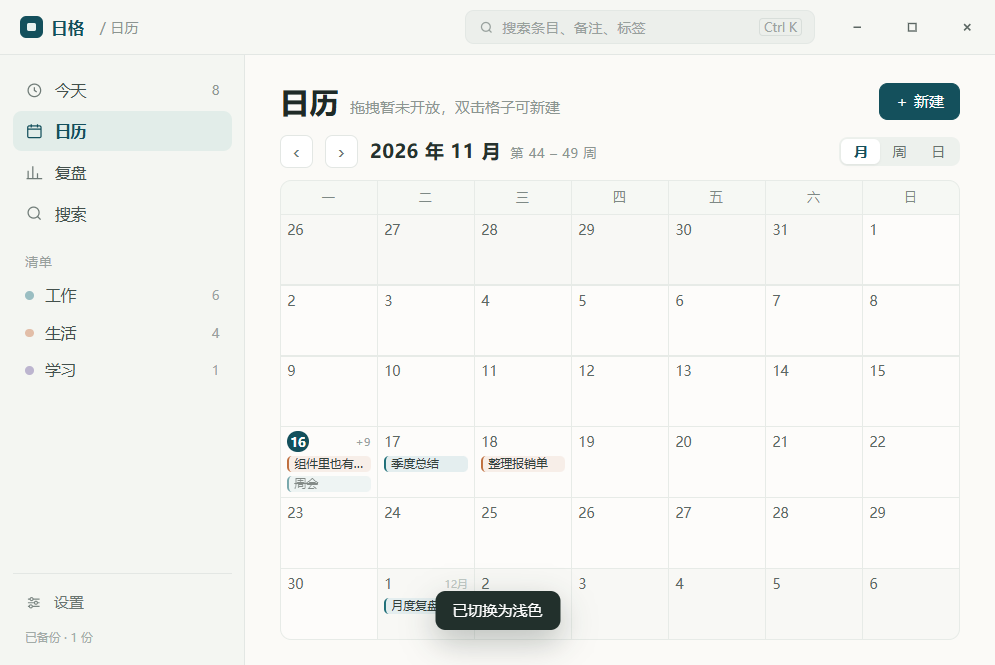 日格 / 日历
搜索条目、备注、标签 Ctrl K
今天 8
日历
复盘
搜索
清单
工作 6
生活 4
学习 1
设置
已备份 · 1 份
日历 拖拽暂未开放，双击格子可新建
+ 新建
‹ › 2026 年 11 月 第 44 – 49 周
月 周 日
一 二 三 四 五 六 日
26 27 28 29 30 31 1
2 3 4 5 6 7 8
9 10 11 12 13 14 15
16 +9 17 18 19 20 21 22
组件里也有... 季度总结 整理报销单
周会
23 24 25 26 27 28 29
30 1 12月 2 3 4 5 6
月度复盘
已切换为浅色